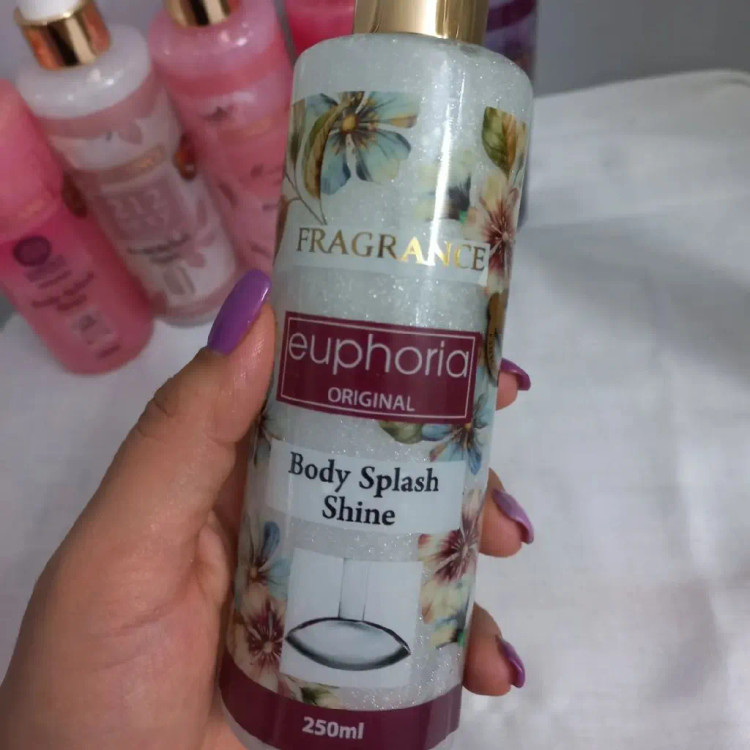 FRAGRANCE
euphoria
ORIGINAL
Body Splash
Shine
250ml